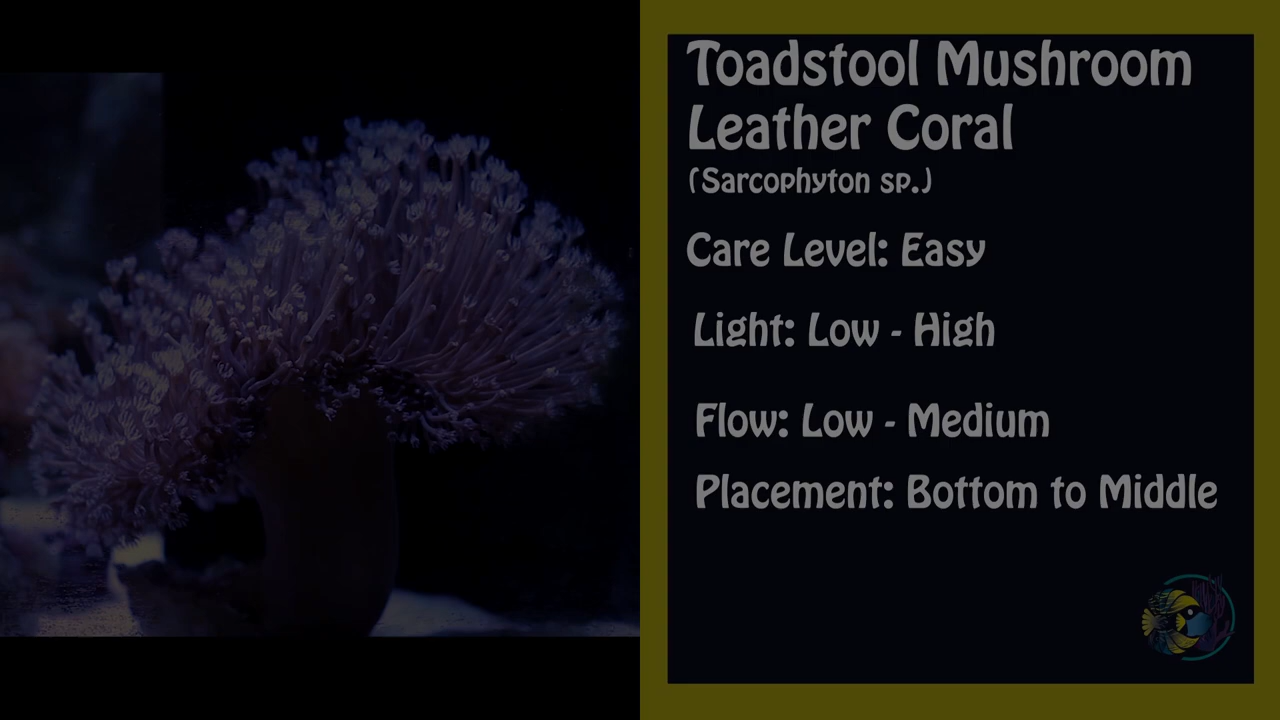 Toadstool Mushroom
Leather Coral
(Sarcophyton sp.)
Care Level: Easy
Light: Low - High
Flow: Low - Medium
Placement: Bottom to Middle